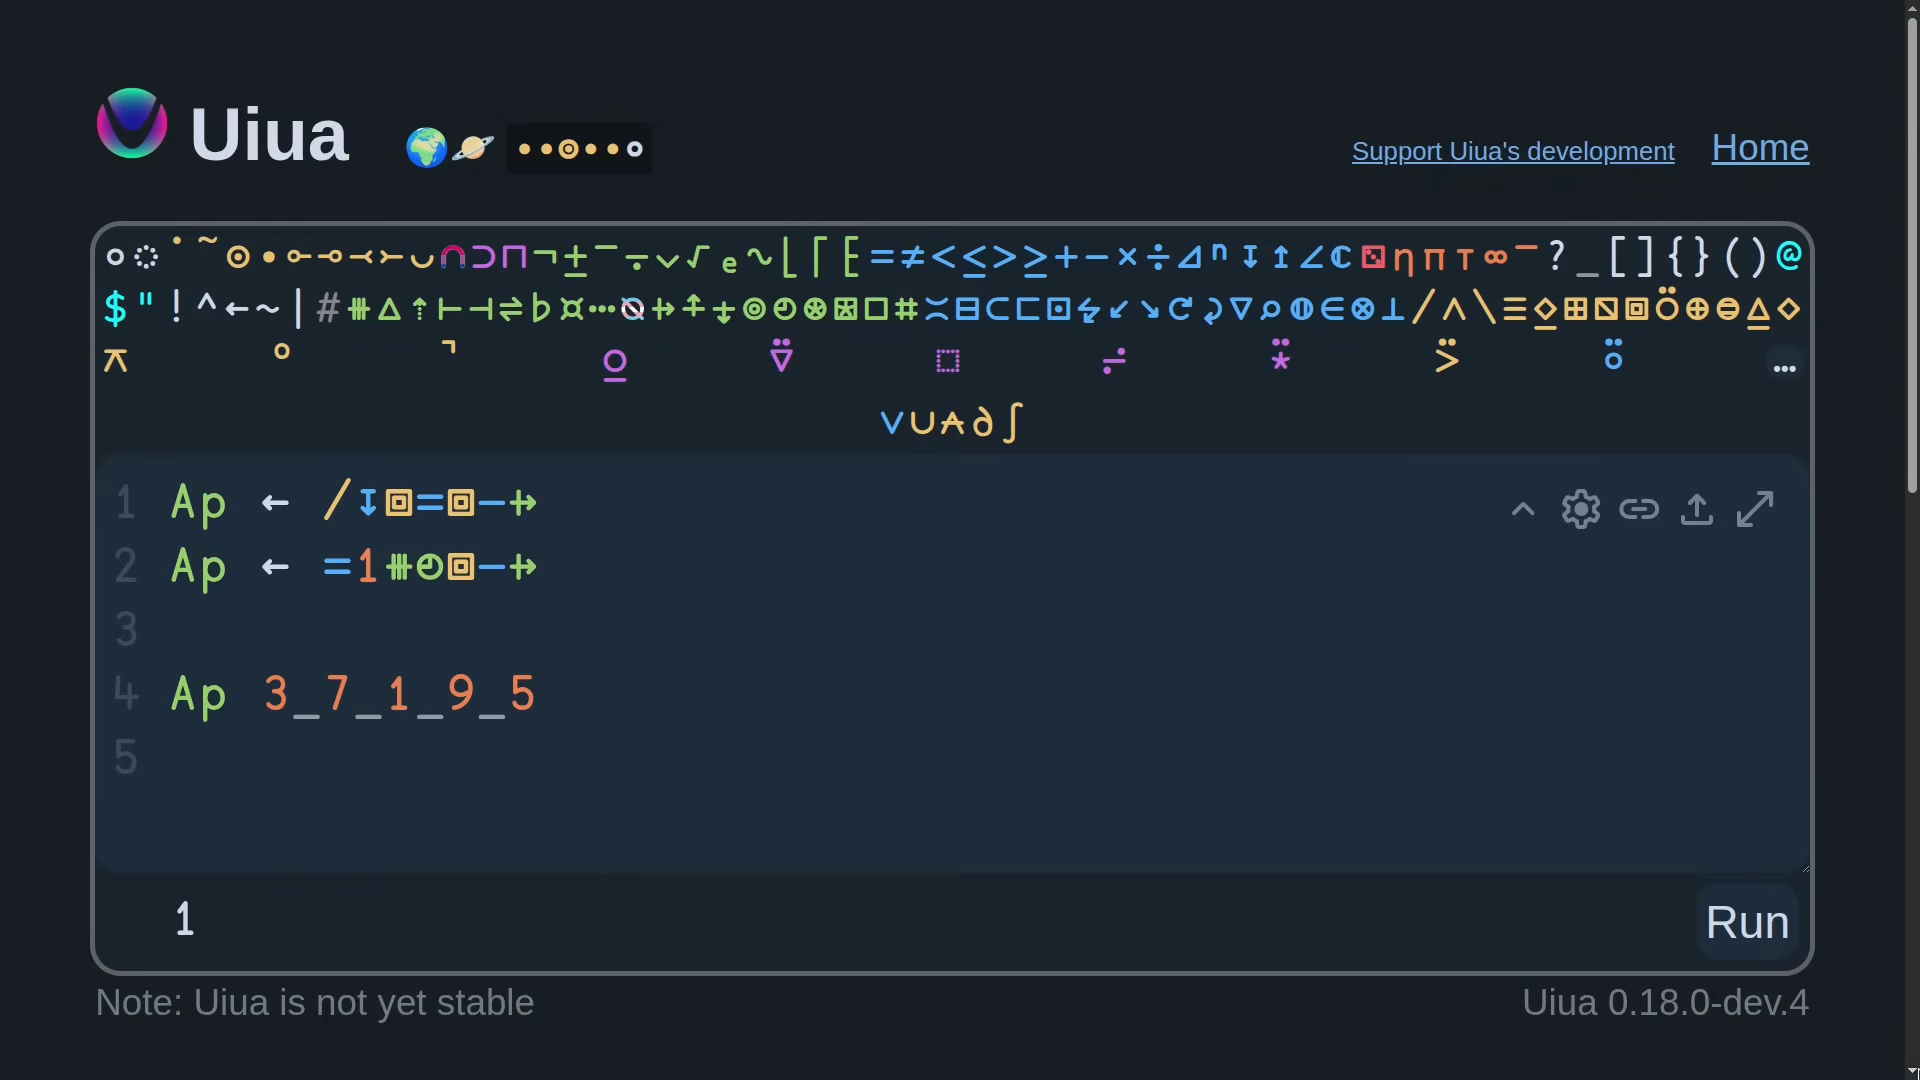 Uiua
🌍🪐 ••⊙••∘
Support Uiua's development
Home
∘◌˙˜⊙⋅⟜⊸⤙⤚◡∩⊃⊓¬±¯⨪⌵√ₑ∿⌊⌈⁅=≠<≤>≥+-×÷◿ⁿ↧↥∠ℂ⚂ηπτ∞¯?_[]{}()@
$"!^←~|#⧻△⇡⊢⊣⇌♭¤⋯⍉⍆⍏⍖⊚◴⊛⊠□⋕≍⊟⊂⊏⊡↯↙↘↻⤸▽⌕⦷∊⊗⊥/∧\≡⍚⊞⧅⧈⍥⊕⊜◬◇
⌅ ° ⌝ ⍜ ⍢ ⬚ ⨬ ⍣ ⍩ ⍤ …
∨∪⩜∂∫
1 Ap ← /↧⧈=⧈-⍆
2 Ap ← =1⧻◴⧈-⍆
3
4 Ap 3_7_1_9_5
5
1
Run
Note: Uiua is not yet stable
Uiua 0.18.0-dev.4